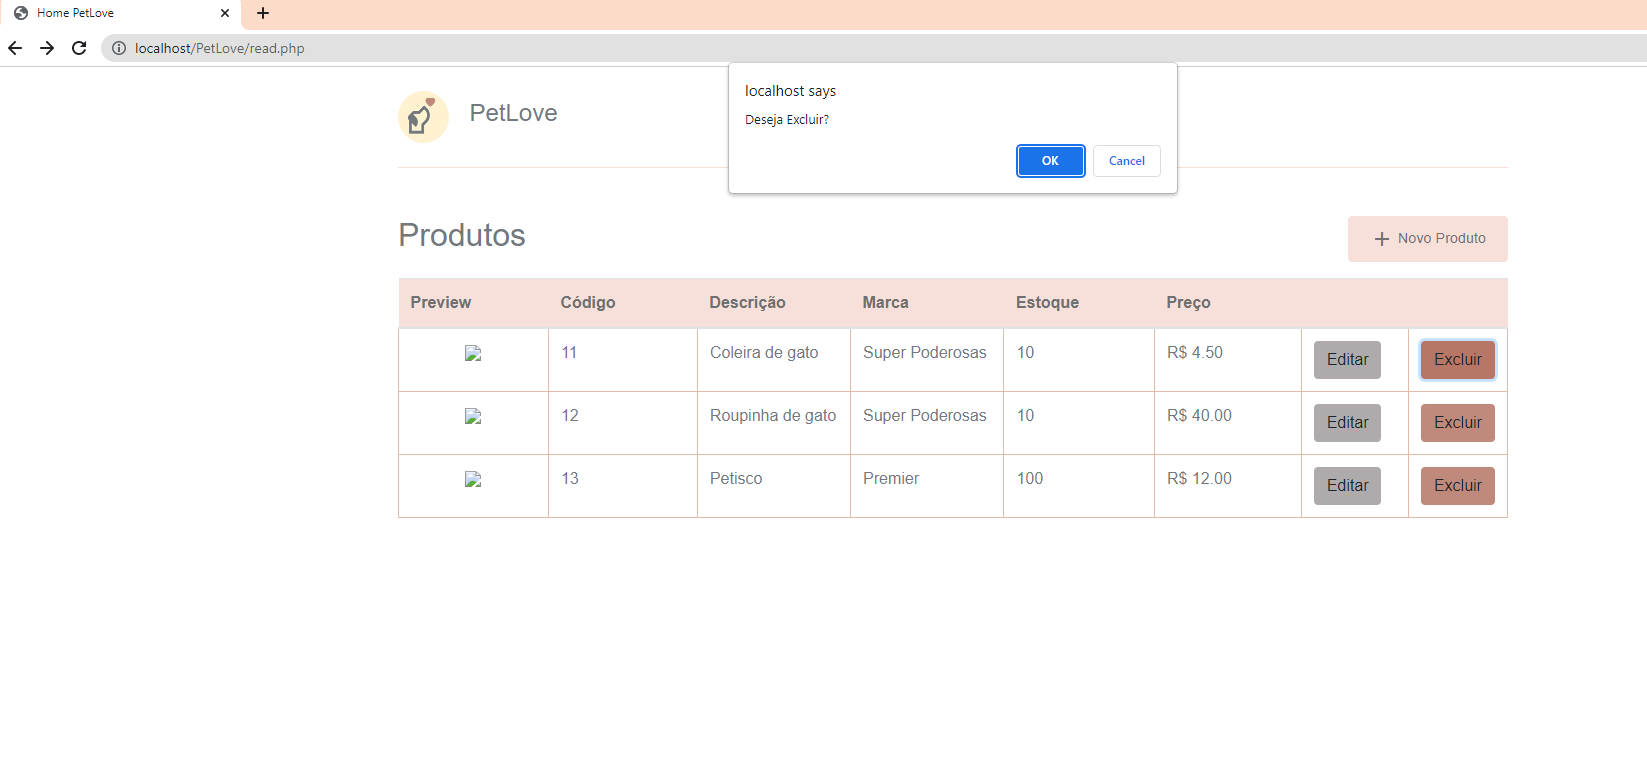 Home PetLove
localhost/PetLove/read.php
localhost says
Deseja Excluir?
OK Cancel
PetLove
Produtos
Novo Produto
Preview Código Descrição Marca Estoque Preço
11 Coleira de gato Super Poderosas 10 R$ 4.50 Editar Excluir
12 Roupinha de gato Super Poderosas 10 R$ 40.00 Editar Excluir
13 Petisco Premier 100 R$ 12.00 Editar Excluir